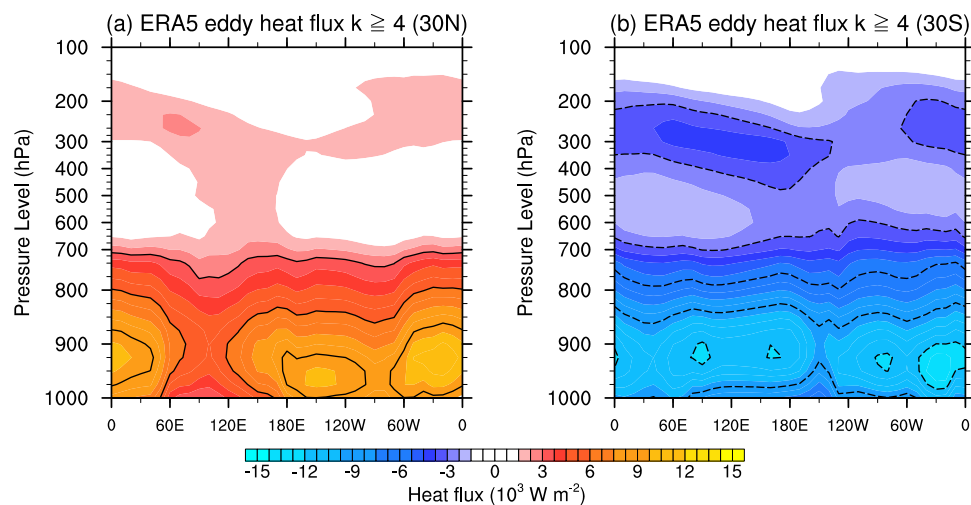 (a) ERA5 eddy heat flux k ≧ 4 (30N)
(b) ERA5 eddy heat flux k ≧ 4 (30S)
Pressure Level (hPa)
100
200
300
400
500
600
700
800
900
1000
0 60E 120E 180E 120W 60W 0
Pressure Level (hPa)
100
200
300
400
500
600
700
800
900
1000
0 60E 120E 180E 120W 60W 0
-15 -12 -9 -6 -3 0 3 6 9 12 15
Heat flux (10³ W m⁻²)